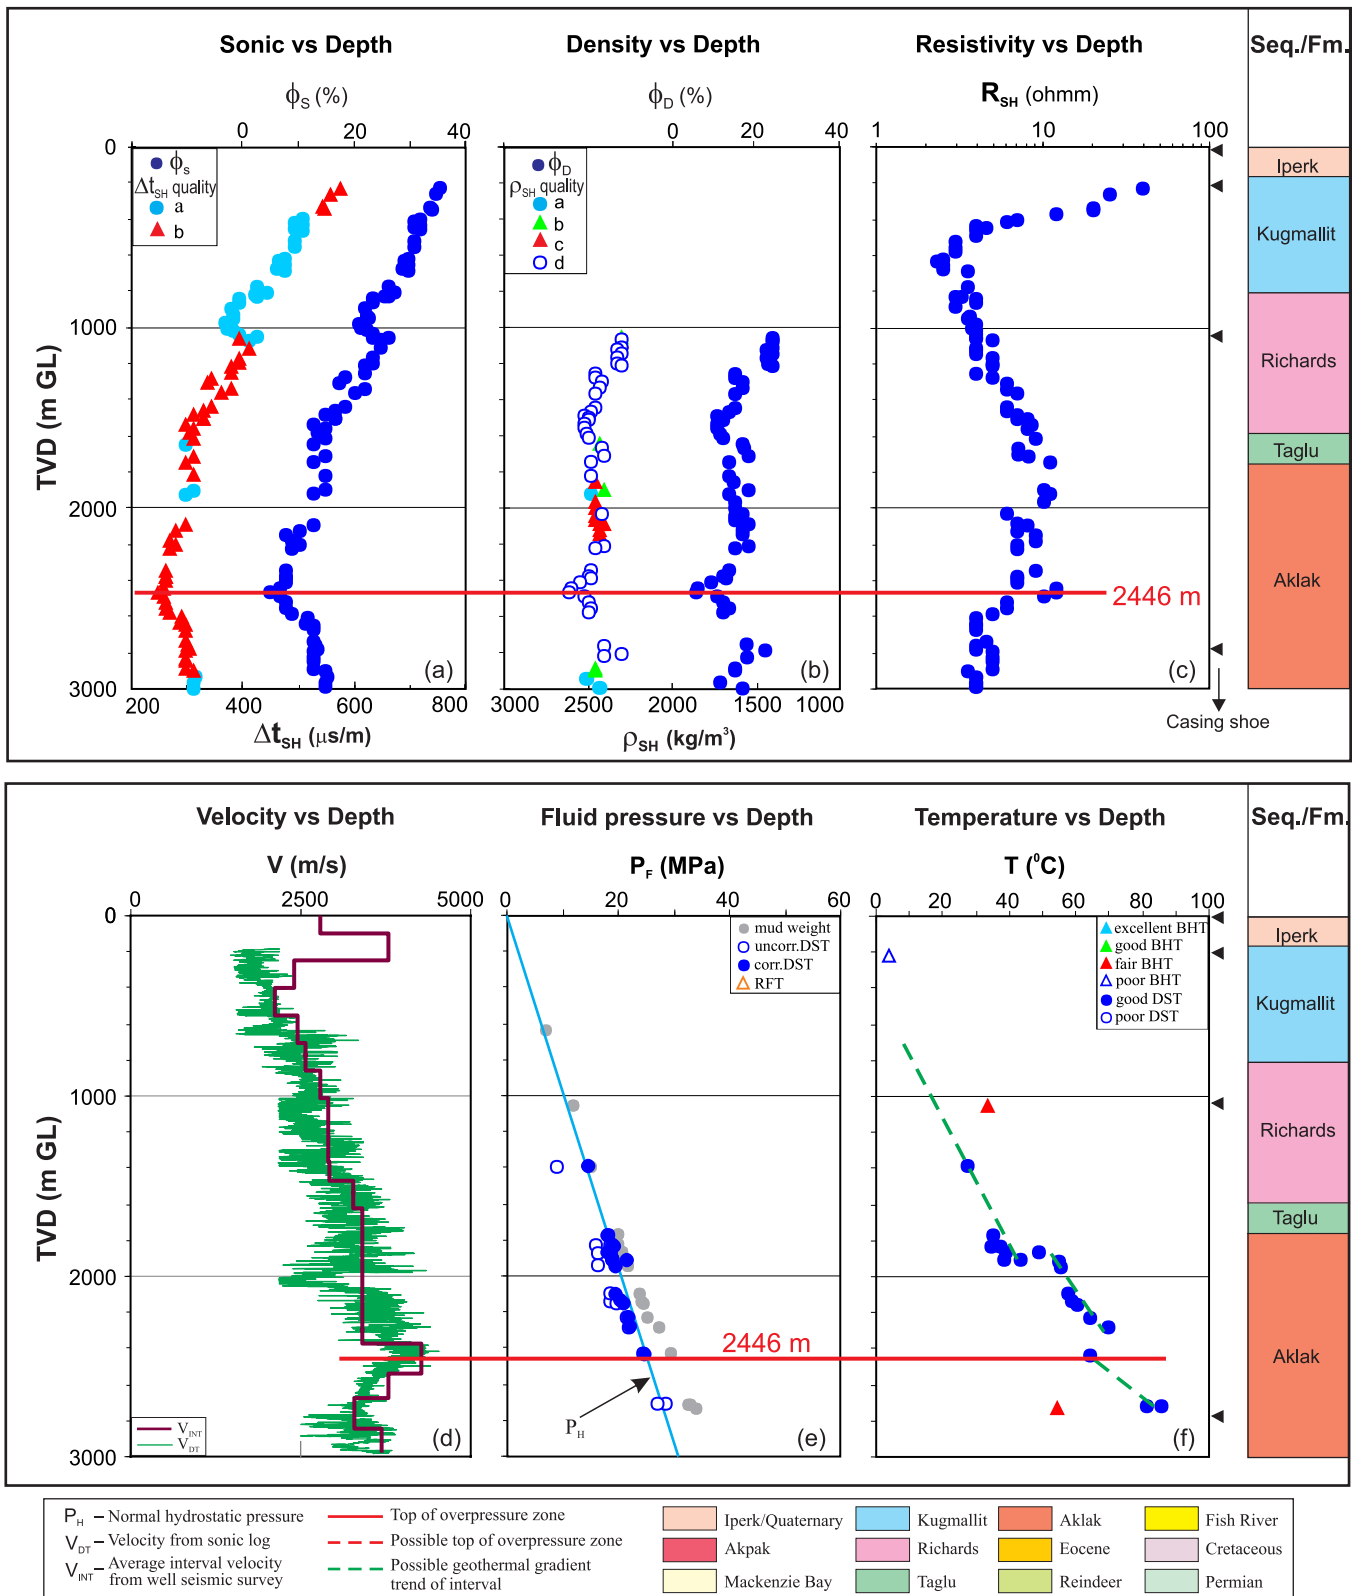 Sonic vs Depth
Density vs Depth
Resistivity vs Depth
Seq./Fm.
ϕS (%)
ϕD (%)
RSH (ohmm)
0 20 40
0 20 40
1 10 100
0
1000
2000
3000
TVD (m GL)
ϕs
ΔtSH quality
a
b
ϕD
ρSH quality
a
b
c
d
2446 m
(a)
(b)
(c)
200 400 600 800
3000 2500 2000 1500 1000
ΔtSH (μs/m)
ρSH (kg/m³)
Casing shoe
Iperk
Kugmallit
Richards
Taglu
Aklak
Velocity vs Depth
Fluid pressure vs Depth
Temperature vs Depth
Seq./Fm.
V (m/s)
PF (MPa)
T (⁰C)
0 2500 5000
0 20 40 60
0 20 40 60 80 100
0
1000
2000
3000
TVD (m GL)
mud weight
uncorr.DST
corr.DST
RFT
excellent BHT
good BHT
fair BHT
poor BHT
good DST
poor DST
2446 m
PH
VINT
VDT
(d)
(e)
(f)
Iperk
Kugmallit
Richards
Taglu
Aklak
PH – Normal hydrostatic pressure
VDT – Velocity from sonic log
VINT – Average interval velocity
from well seismic survey
Top of overpressure zone
Possible top of overpressure zone
Possible geothermal gradient
trend of interval
Iperk/Quaternary
Kugmallit
Aklak
Fish River
Akpak
Richards
Eocene
Cretaceous
Mackenzie Bay
Taglu
Reindeer
Permian